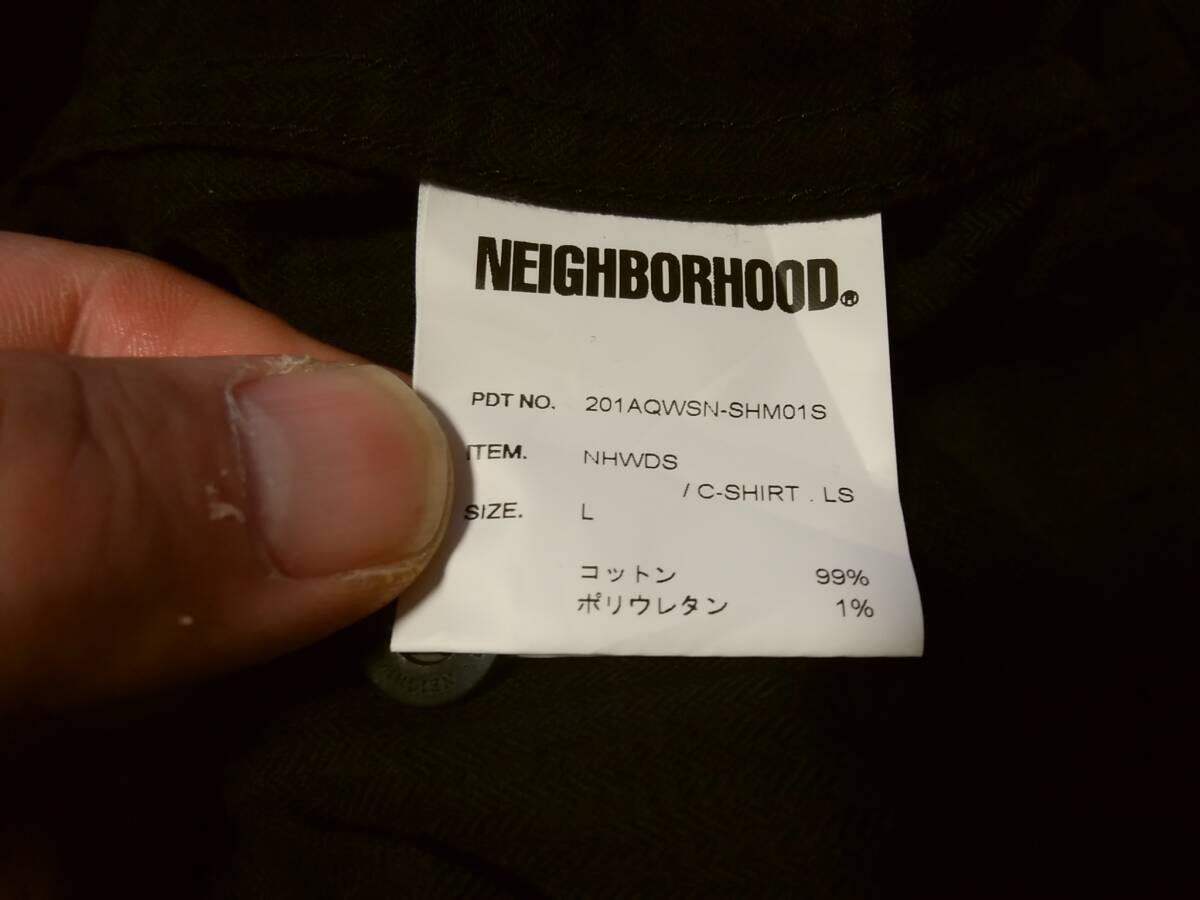 NEIGHBORHOOD®
PDT NO. 201AQWSN-SHM01S
ITEM. NHWDS
/ C-SHIRT . LS
SIZE. L
コットン 99%
ポリウレタン 1%